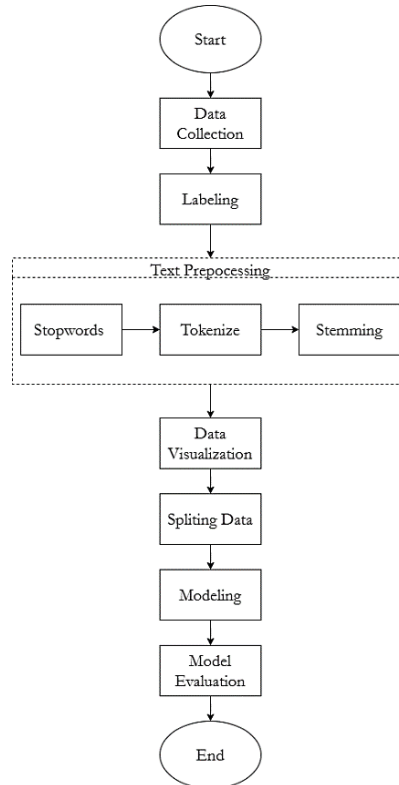 Start
Data
Collection
Labeling
Text Prepocessing
Stopwords
Tokenize
Stemming
Data
Visualization
Spliting Data
Modeling
Model
Evaluation
End